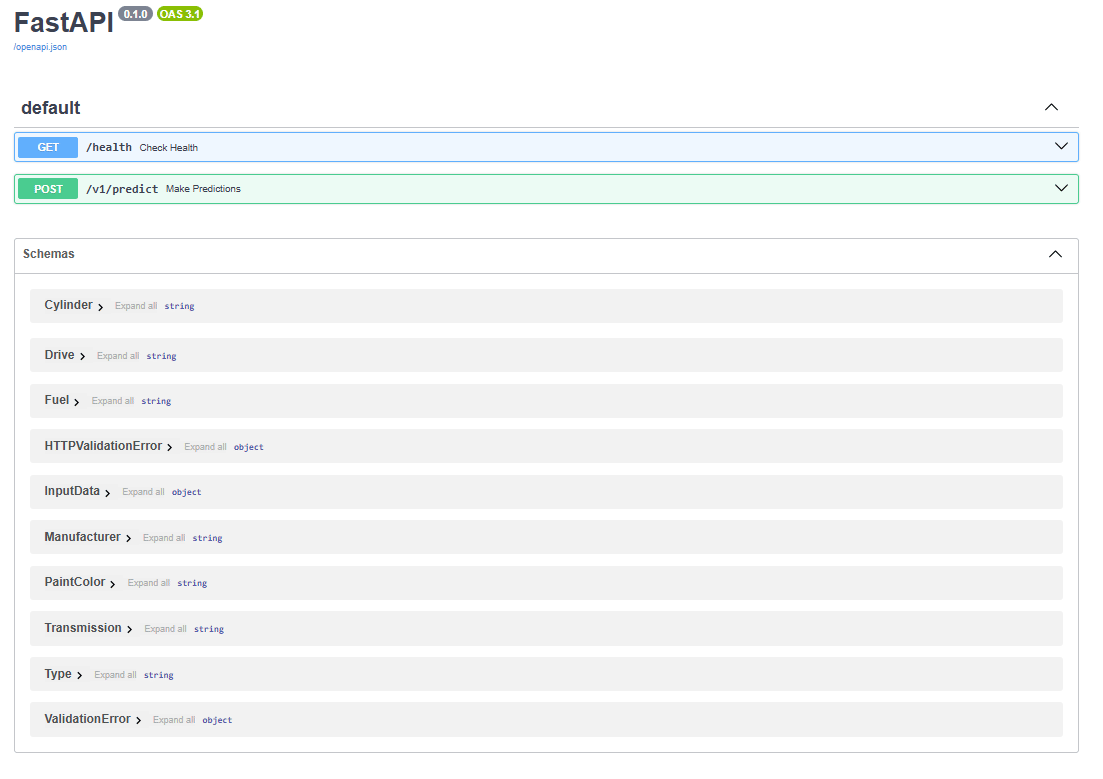 FastAPI 0.1.0 OAS 3.1
/openapi.json
default
GET /health Check Health
POST /v1/predict Make Predictions
Schemas
Cylinder Expand all string
Drive Expand all string
Fuel Expand all string
HTTPValidationError Expand all object
InputData Expand all object
Manufacturer Expand all string
PaintColor Expand all string
Transmission Expand all string
Type Expand all string
ValidationError Expand all object